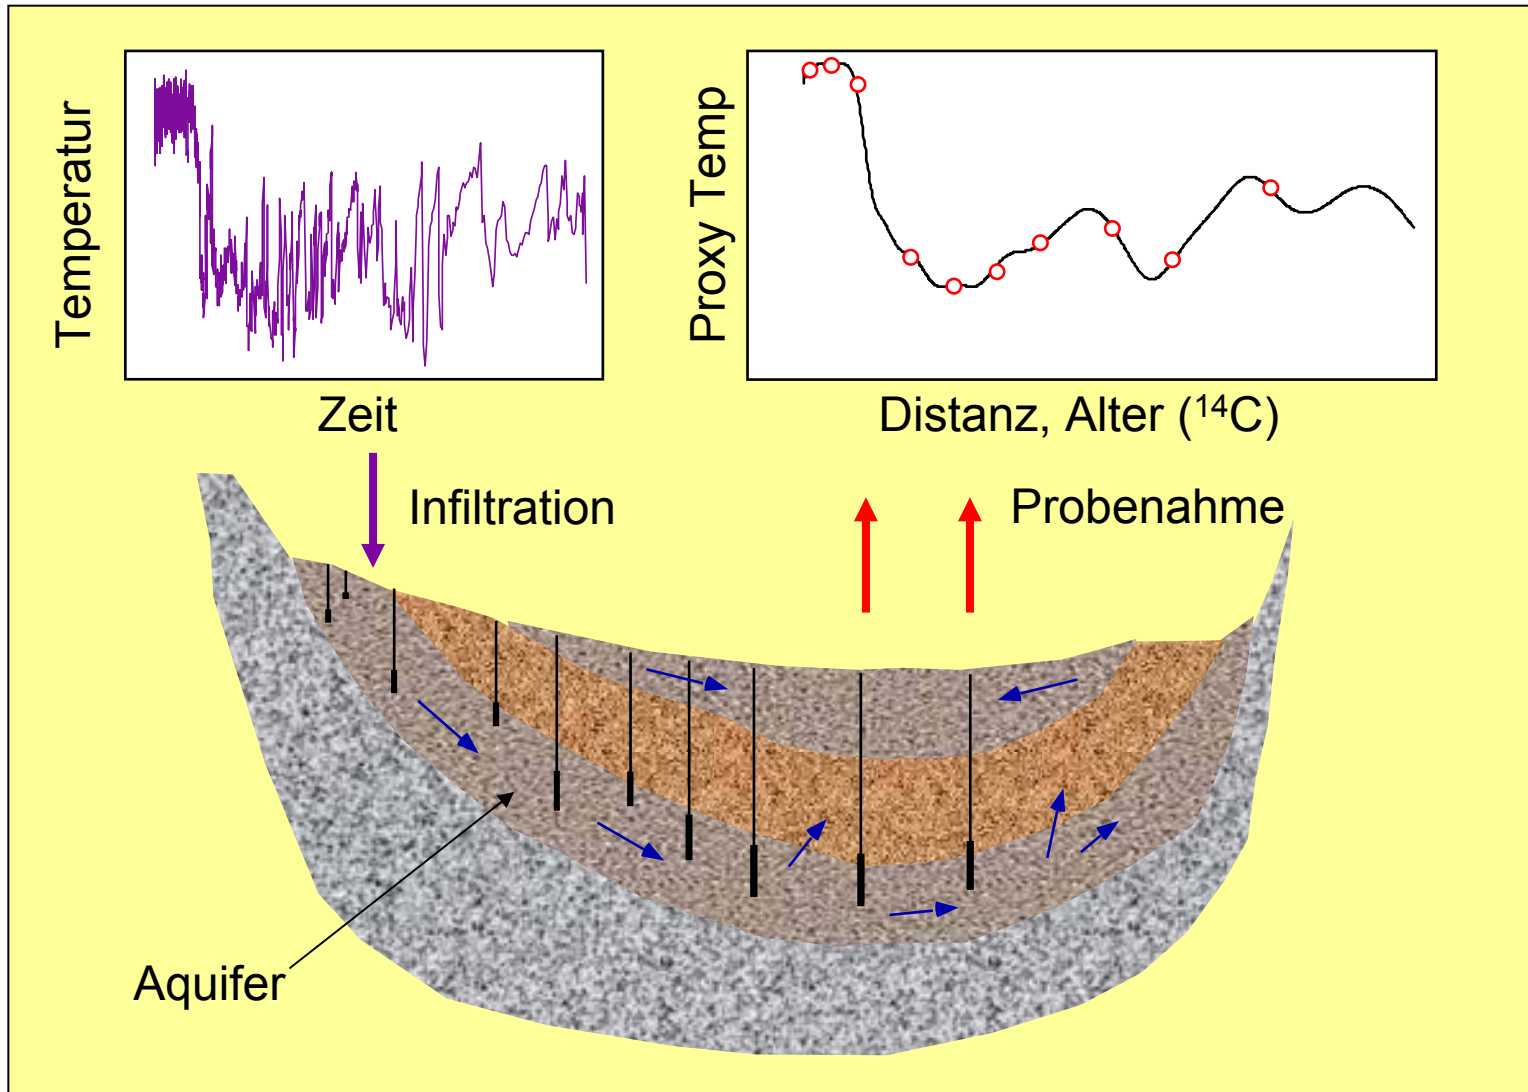 Temperatur
Zeit
Proxy Temp
Distanz, Alter (¹⁴C)
Infiltration
Probenahme
Aquifer